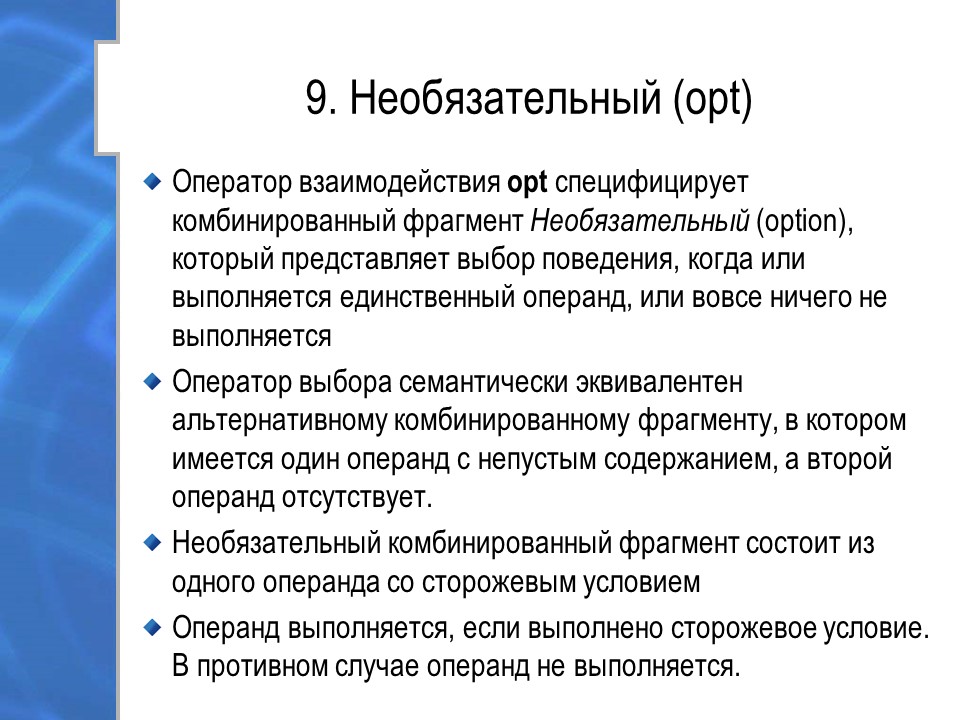 9. Необязательный (opt)
Оператор взаимодействия opt специфицирует
комбинированный фрагмент Необязательный (option),
который представляет выбор поведения, когда или
выполняется единственный операнд, или вовсе ничего не
выполняется
Оператор выбора семантически эквивалентен
альтернативному комбинированному фрагменту, в котором
имеется один операнд с непустым содержанием, а второй
операнд отсутствует.
Необязательный комбинированный фрагмент состоит из
одного операнда со сторожевым условием
Операнд выполняется, если выполнено сторожевое условие.
В противном случае операнд не выполняется.